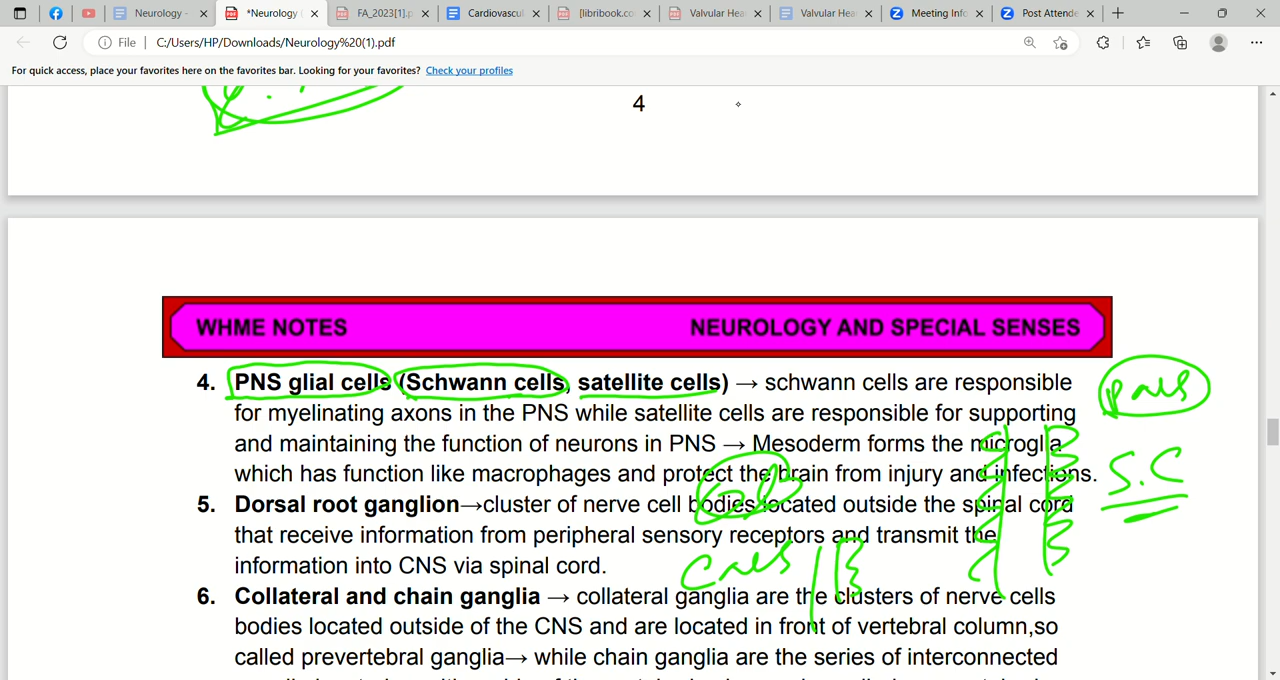 Neurology -
*Neurology (
FA_2023[1].p
Cardiovascul
[libribook.co
Valvular Hea
Valvular Hea
Meeting Info
Post Attende
File
C:/Users/HP/Downloads/Neurology%20(1).pdf
For quick access, place your favorites here on the favorites bar. Looking for your favorites? Check your profiles
4
WHME NOTES NEUROLOGY AND SPECIAL SENSES
4. PNS glial cells (Schwann cells, satellite cells) → schwann cells are responsible
PNS
for myelinating axons in the PNS while satellite cells are responsible for supporting
and maintaining the function of neurons in PNS → Mesoderm forms the microglia
which has function like macrophages and protect the brain from injury and infections.
S.C
5. Dorsal root ganglion→cluster of nerve cell bodies located outside the spinal cord
that receive information from peripheral sensory receptors and transmit the
information into CNS via spinal cord.
CNS
6. Collateral and chain ganglia → collateral ganglia are the clusters of nerve cells
bodies located outside of the CNS and are located in front of vertebral column,so
called prevertebral ganglia→ while chain ganglia are the series of interconnected